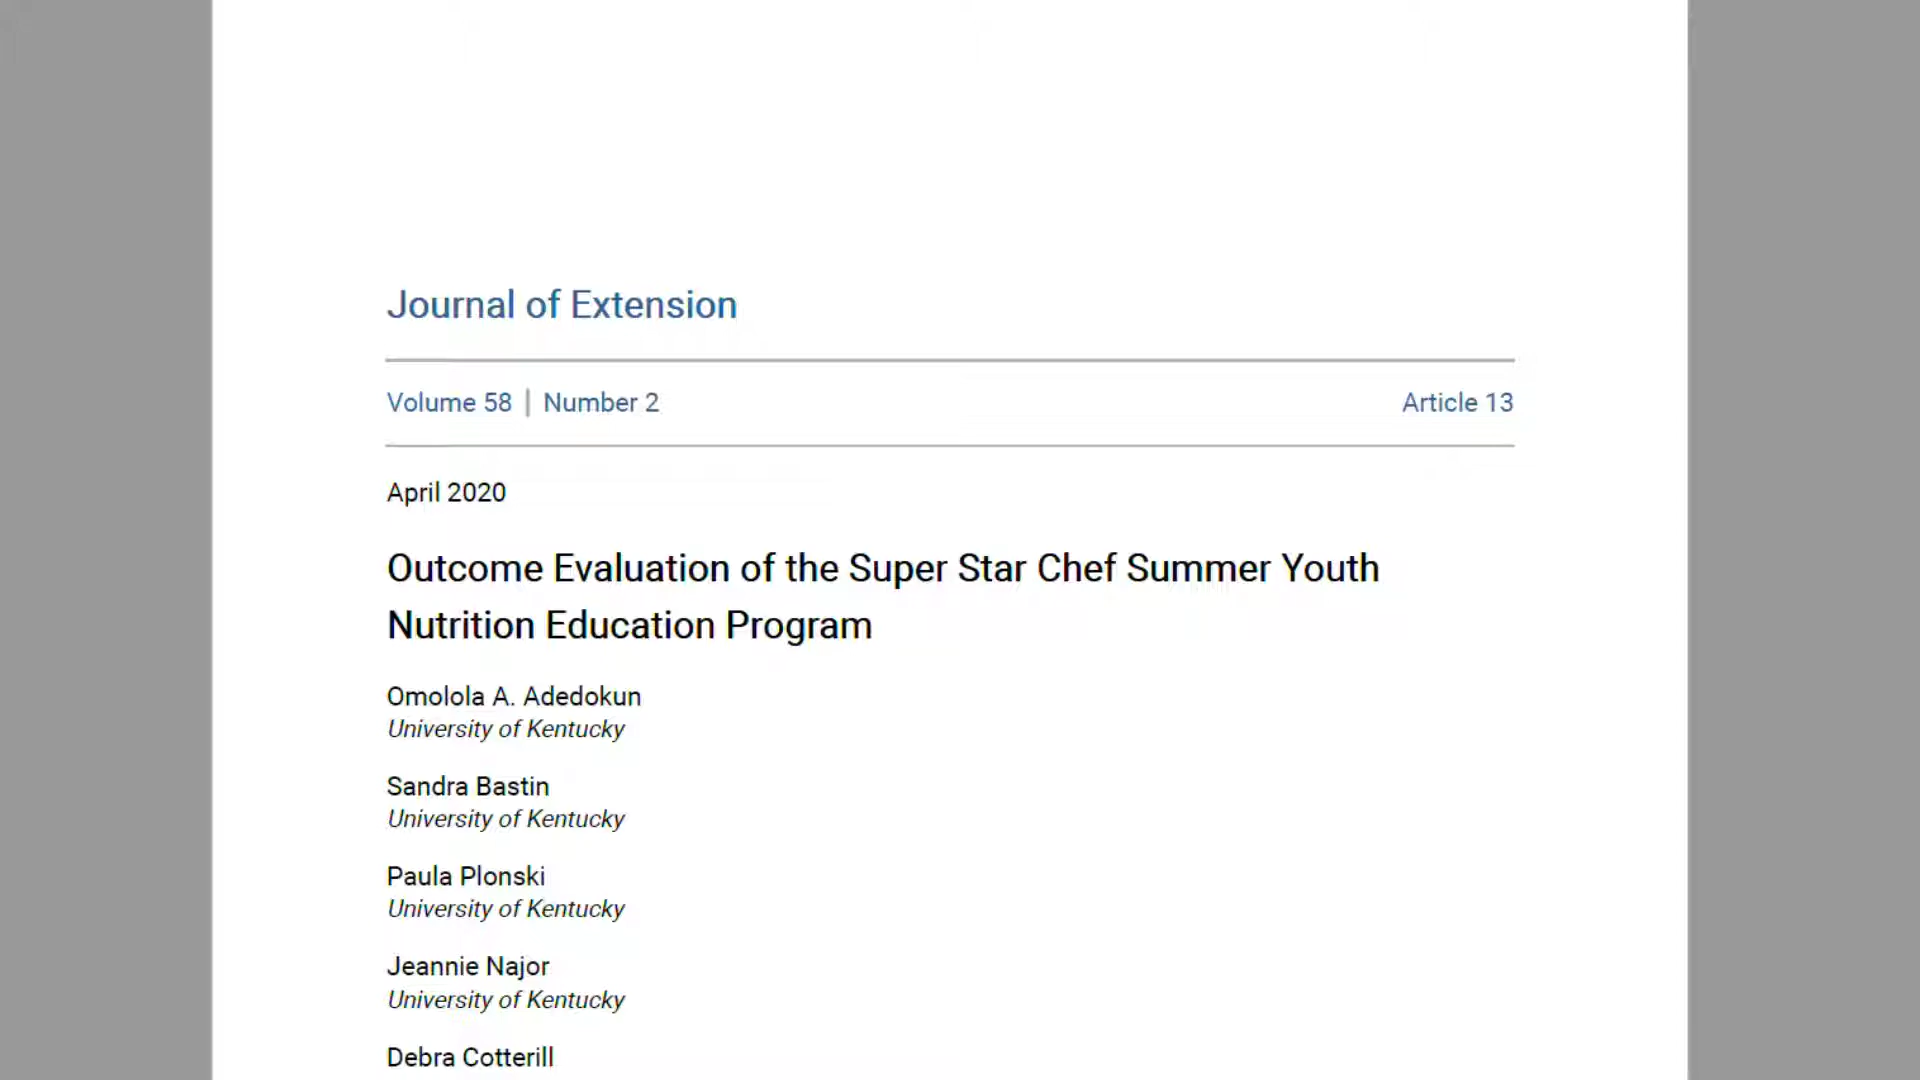 Journal of Extension
Volume 58 | Number 2 Article 13
April 2020
Outcome Evaluation of the Super Star Chef Summer Youth
Nutrition Education Program
Omolola A. Adedokun
University of Kentucky
Sandra Bastin
University of Kentucky
Paula Plonski
University of Kentucky
Jeannie Najor
University of Kentucky
Debra Cotterill